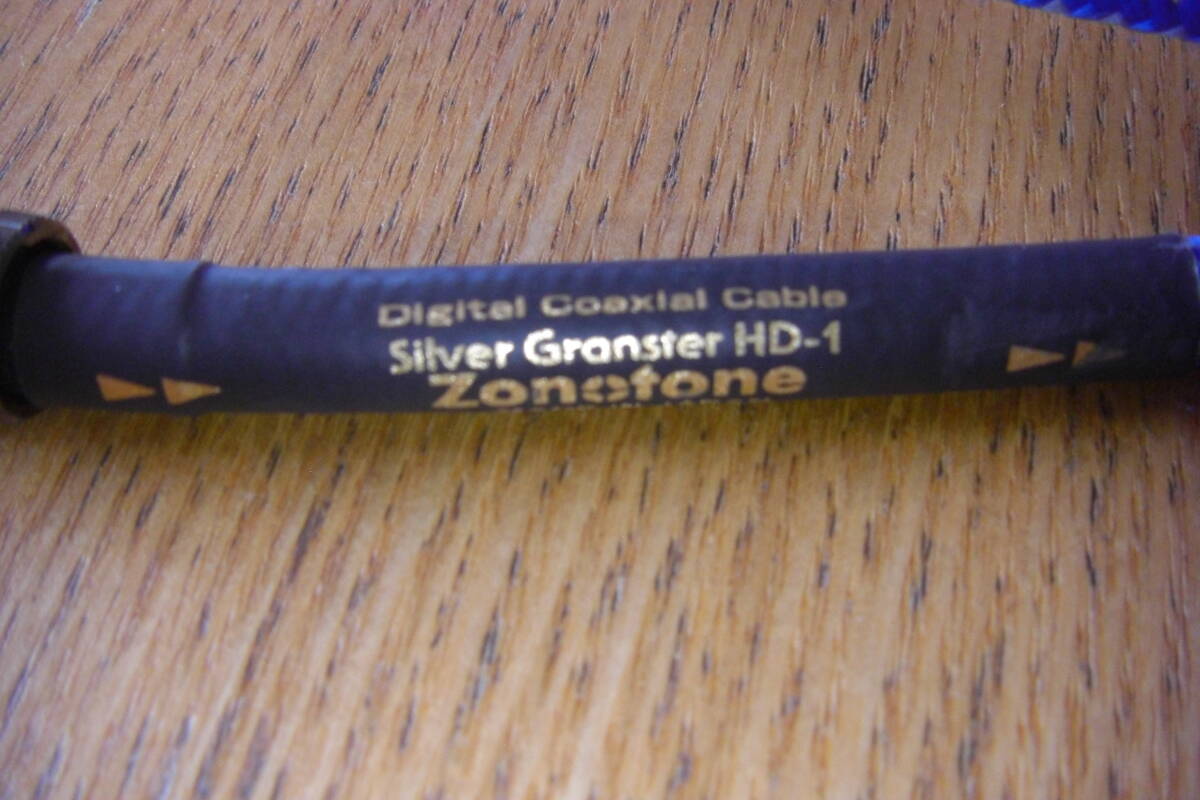 Digital Coaxial Cable
Silver Granster HD-1
Zonotone